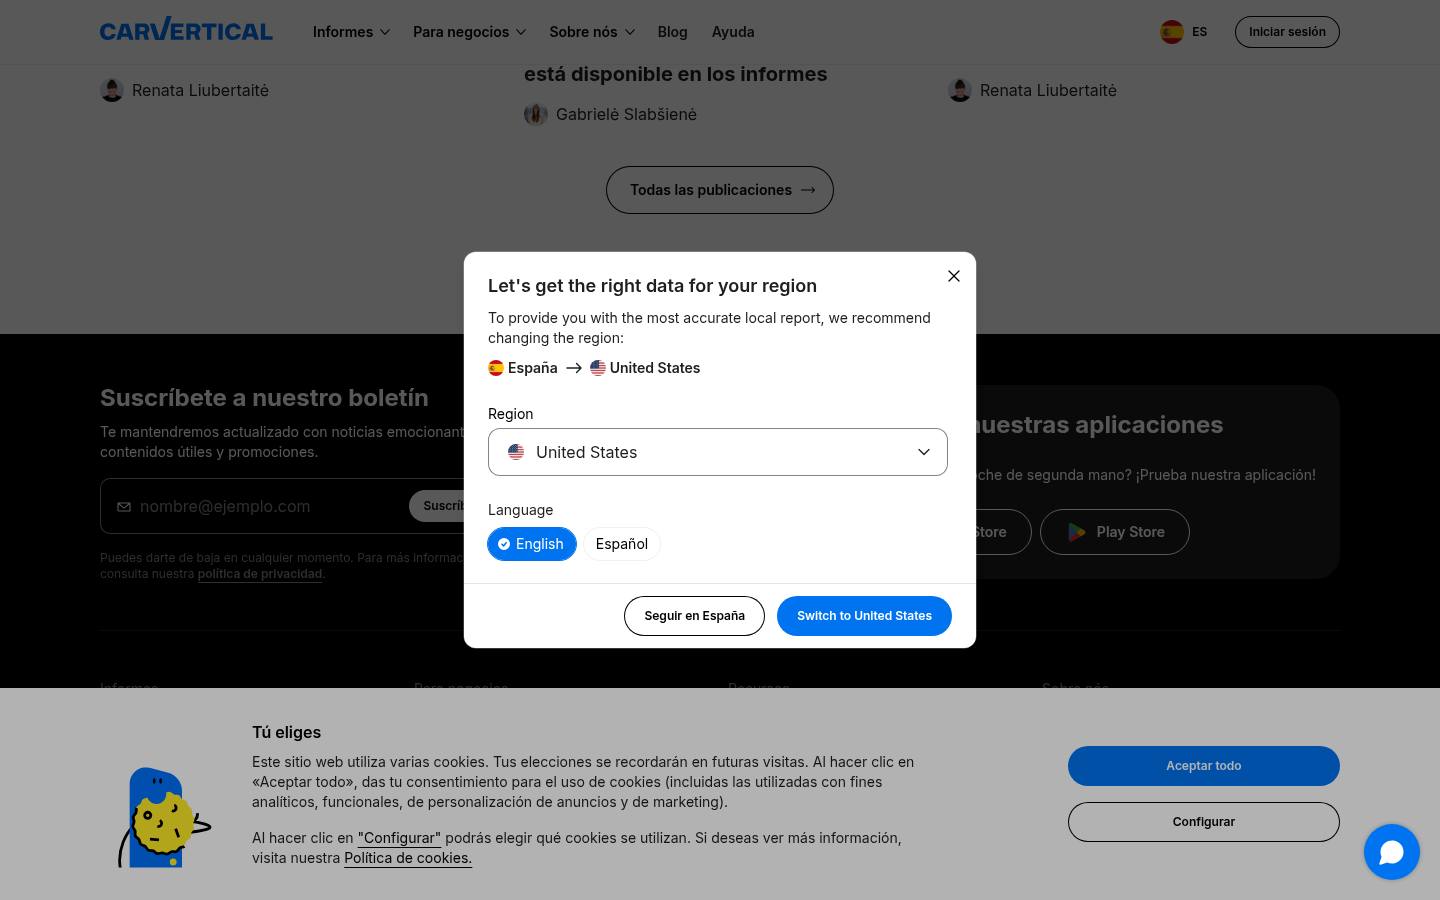 CARVERTICAL
Informes
Para negocios
Sobre nós
Blog
Ayuda
ES
Iniciar sesión
está disponible en los informes
Renata Liubertaitė
Gabrielė Slabšienė
Renata Liubertaitė
Todas las publicaciones
Let's get the right data for your region
To provide you with the most accurate local report, we recommend
changing the region:
España → United States
Region
United States
Language
English
Español
Seguir en España
Switch to United States
Suscríbete a nuestro boletín
Te mantendremos actualizado con noticias
contenidos útiles y promociones.
nombre@ejemplo.com
Puedes darte de baja en cualquier momento. Para más
consulta nuestra política de privacidad.
nuestras aplicaciones
de segunda mano? ¡Prueba nuestra aplicación!
Store
Play Store
Informes
Para negocios
Recursos
Sobre nós
Tú eliges
Este sitio web utiliza varias cookies. Tus elecciones se recordarán en futuras visitas. Al hacer clic en
«Aceptar todo», das tu consentimiento para el uso de cookies (incluidas las utilizadas con fines
analíticos, funcionales, de personalización de anuncios y de marketing).
Al hacer clic en "Configurar" podrás elegir qué cookies se utilizan. Si deseas ver más información,
visita nuestra Política de cookies.
Aceptar todo
Configurar